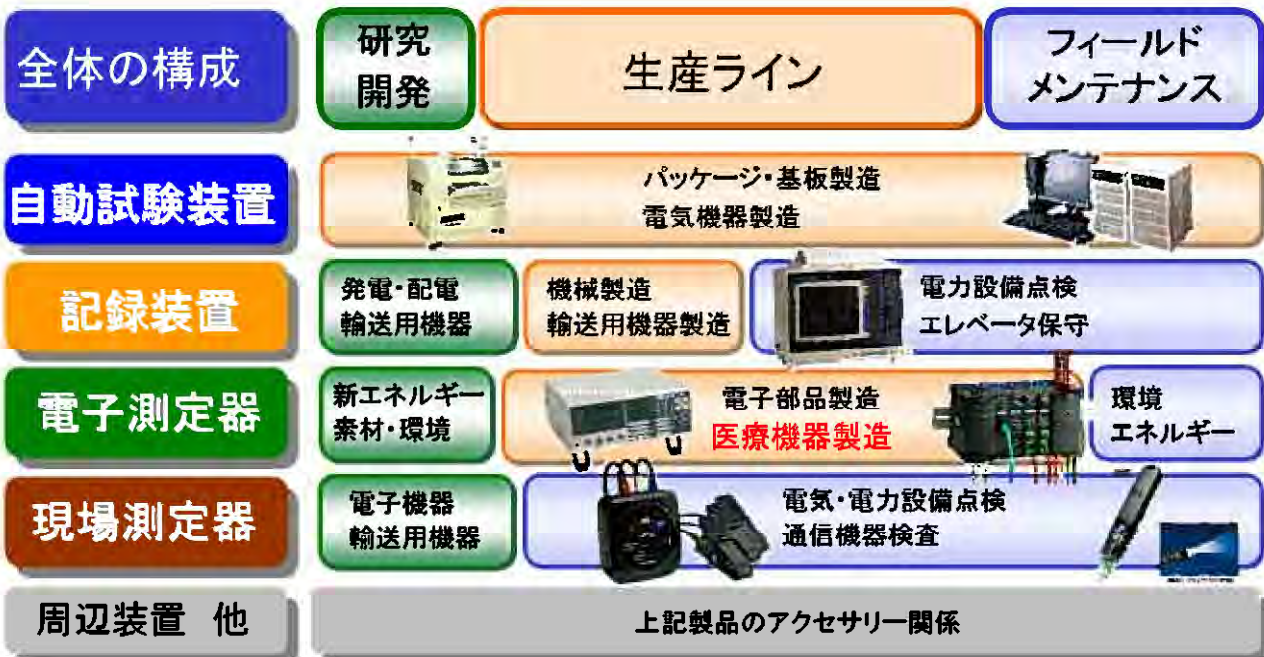 全体の構成
研究
開発
生産ライン
フィールド
メンテナンス
自動試験装置
パッケージ・基板製造
電気機器製造
記録装置
発電・配電
輸送用機器
機械製造
輸送用機器製造
電力設備点検
エレベータ保守
電子測定器
新エネルギー
素材・環境
電子部品製造
医療機器製造
環境
エネルギー
現場測定器
電子機器
輸送用機器
電気・電力設備点検
通信機器検査
周辺装置 他
上記製品のアクセサリー関係